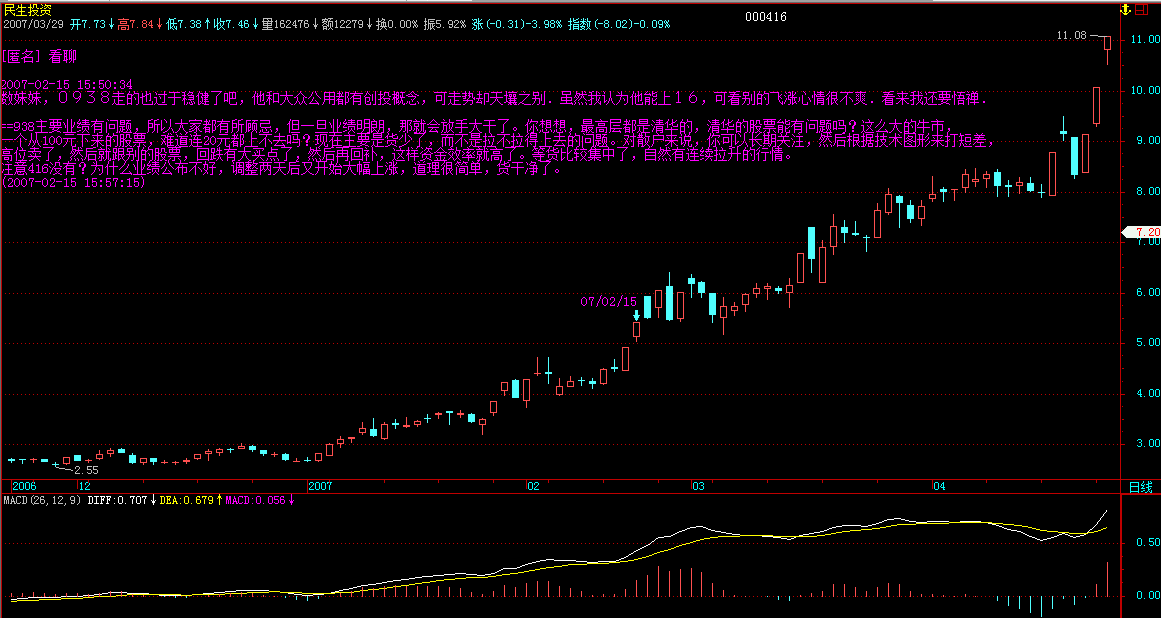 民生投资
000416
2007/03/29 开7.73↓高7.84↓低7.38↑收7.46↓量162476↓额12279↓换0.00% 振5.92% 涨(-0.31)-3.98% 指数(-8.02)-0.09%
11.08
11.00
[匿名] 看聊
2007-02-15 15:50:34
数妹妹，０９３８走的也过于稳健了吧，他和大众公用都有创投概念．，可走势却天壤之别．虽然我认为他能上１６，可看别的飞涨心情很不爽．看来我还要悟禅．
10.00
==938主要业绩有问题，所以大家都有所顾忌，但一旦业绩明朗，那就会放手大干了。你想想，最高层都是清华的，清华的股票能有问题吗？这么大的牛市，
一个从100元下来的股票，难道连20元都上不去吗？现在主要是货少了，而不是拉不拉得上去的问题。对散户来说，你可以长期关注，然后根据技术图形来打短差，
高位卖了，然后就跟别的股票，回跌有大买点了，然后再回补，这样资金效率就高了。等货比较集中了，自然有连续拉升的行情。
注意416没有？为什么业绩公布不好，调整两天后又开始大幅上涨，道理很简单，货干净了。
(2007-02-15 15:57:15)
9.00
8.00
7.20
7.00
07/02/15
6.00
5.00
4.00
3.00
2.55
2006
12
2007
02
03
04
日线
MACD(26,12,9) DIFF:0.707↓DEA:0.679↑MACD:0.056↓
0.50
0.00